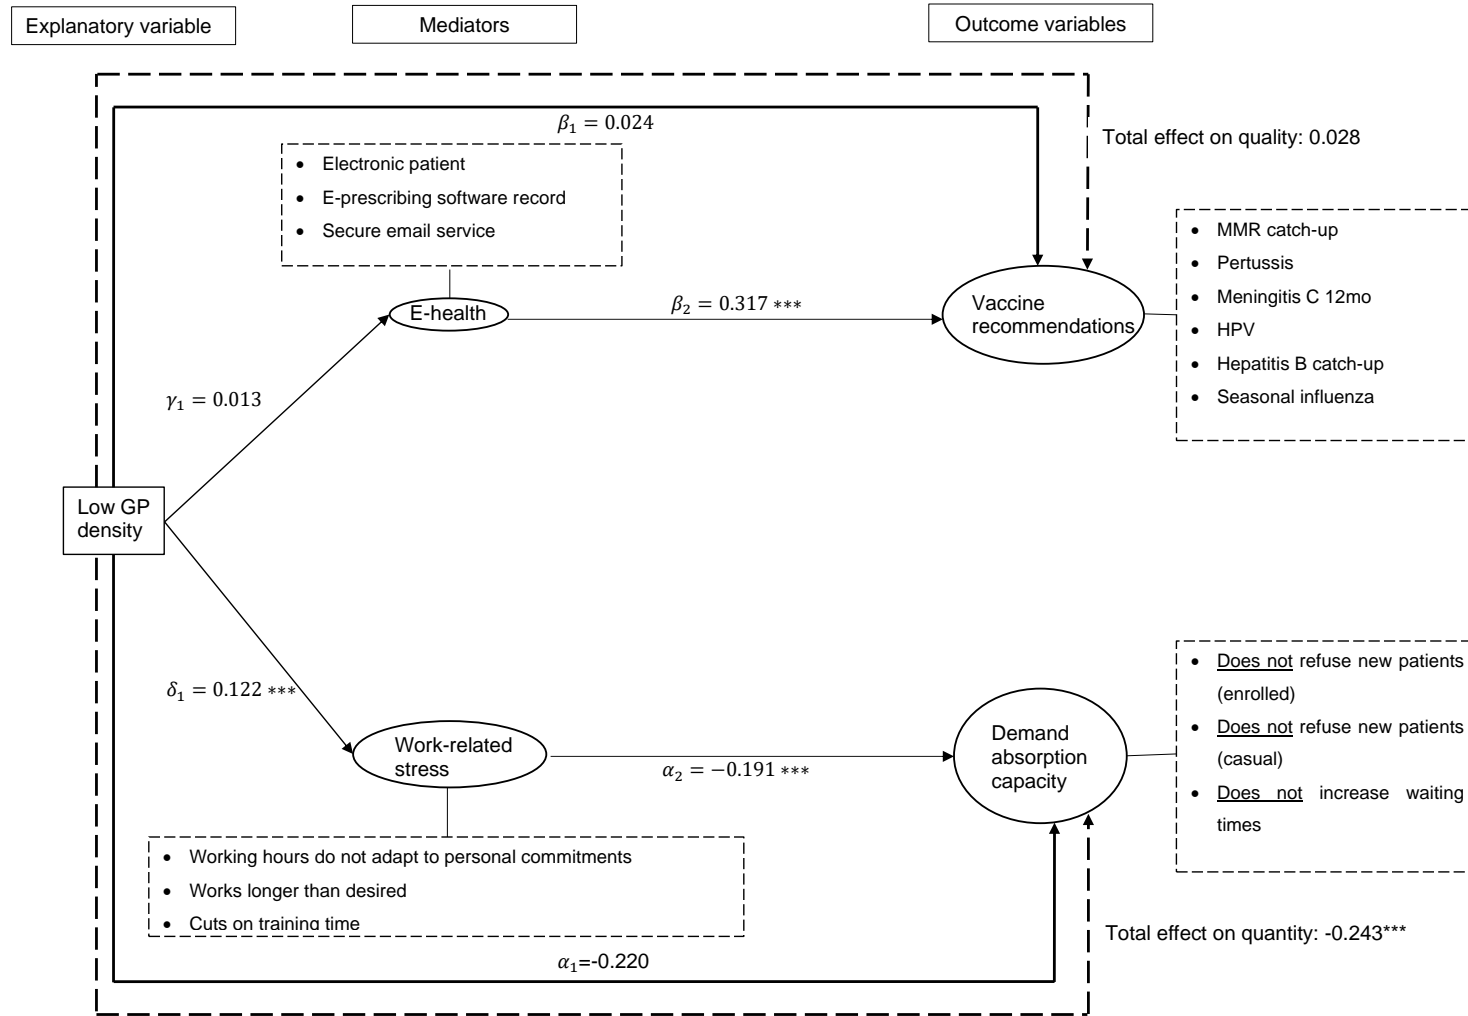 Explanatory variable
Mediators
Outcome variables
β₁ = 0.024
Total effect on quality: 0.028
• Electronic patient
• E-prescribing software record
• Secure email service
• MMR catch-up
• Pertussis
• Meningitis C 12mo
• HPV
• Hepatitis B catch-up
• Seasonal influenza
E-health
β₂ = 0.317 ***
Vaccine
recommendations
γ₁ = 0.013
Low GP
density
δ₁ = 0.122 ***
Work-related
stress
α₂ = −0.191 ***
Demand
absorption
capacity
• Does not refuse new patients
(enrolled)
• Does not refuse new patients
(casual)
• Does not increase waiting
times
• Working hours do not adapt to personal commitments
• Works longer than desired
• Cuts on training time
Total effect on quantity: -0.243***
α₁=-0.220